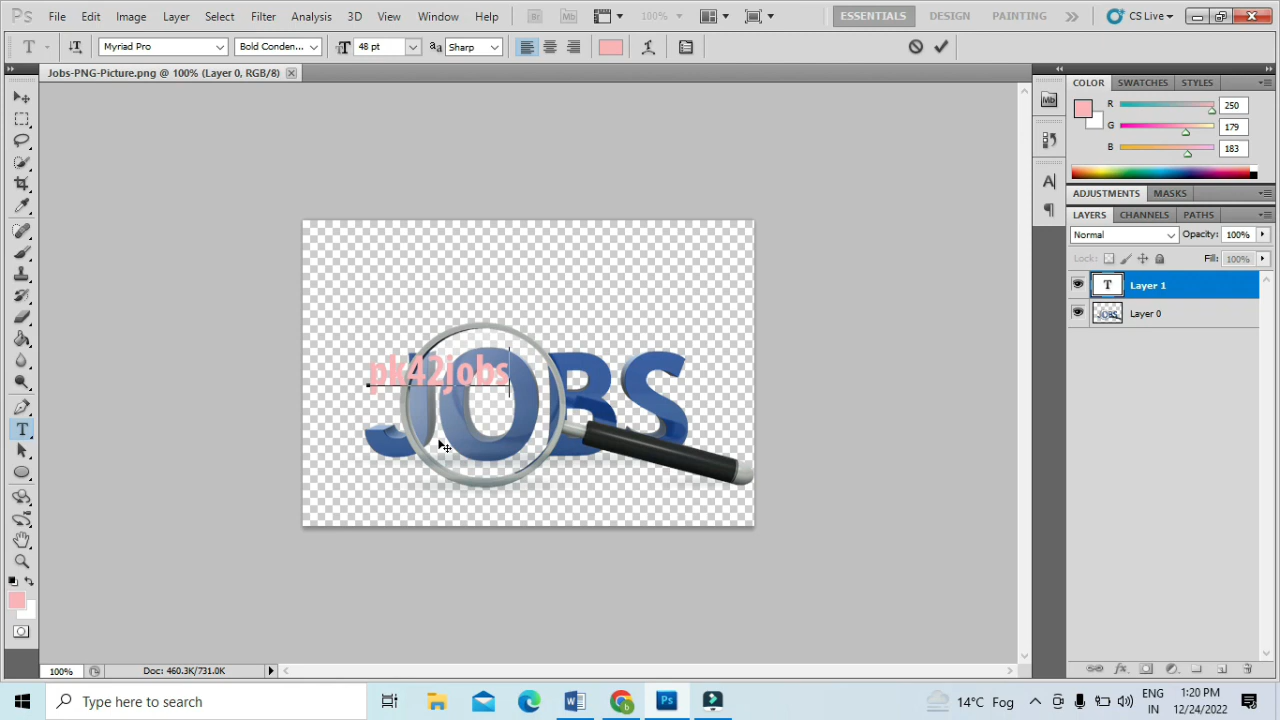 Ps File Edit Image Layer Select Filter Analysis 3D View Window Help Br Mb 100% ESSENTIALS DESIGN PAINTING CS Live
T Myriad Pro Bold Conden... 48 pt Sharp
Jobs-PNG-Picture.png @ 100% (Layer 0, RGB/8)
COLOR SWATCHES STYLES
R 250
G 179
B 183
ADJUSTMENTS MASKS
LAYERS CHANNELS PATHS
Normal Opacity: 100%
Lock: Fill: 100%
T Layer 1
JOBS Layer 0
pk42jobs
JOBS
100% Doc: 460.3K/731.0K
Type here to search
14°C Fog
ENG
IN
1:20 PM
12/24/2022